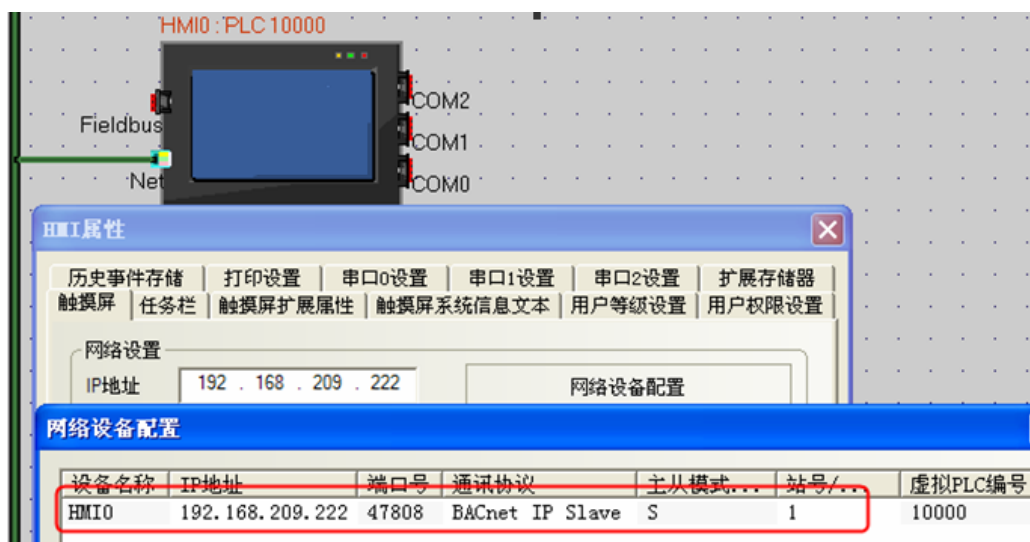 HMI0 : PLC 10000
COM2
Fieldbus
COM1
Net
COM0
HMI属性
历史事件存储 打印设置 串口0设置 串口1设置 串口2设置 扩展存储器
触摸屏 任务栏 触摸屏扩展属性 触摸屏系统信息文本 用户等级设置 用户权限设置
网络设置
IP地址 192 . 168 . 209 . 222 网络设备配置
网络设备配置
设备名称 IP地址 端口号 通讯协议 主从模式... 站号/... 虚拟PLC编号
HMI0 192.168.209.222 47808 BACnet IP Slave S 1 10000